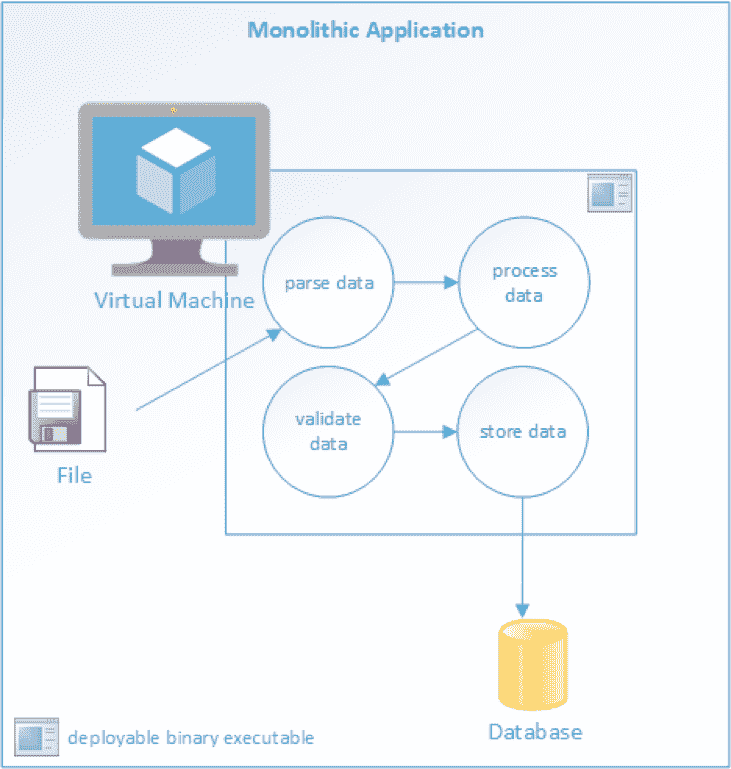 Monolithic Application
Virtual Machine
parse data
process
data
File
validate
data
store data
Database
deployable binary executable